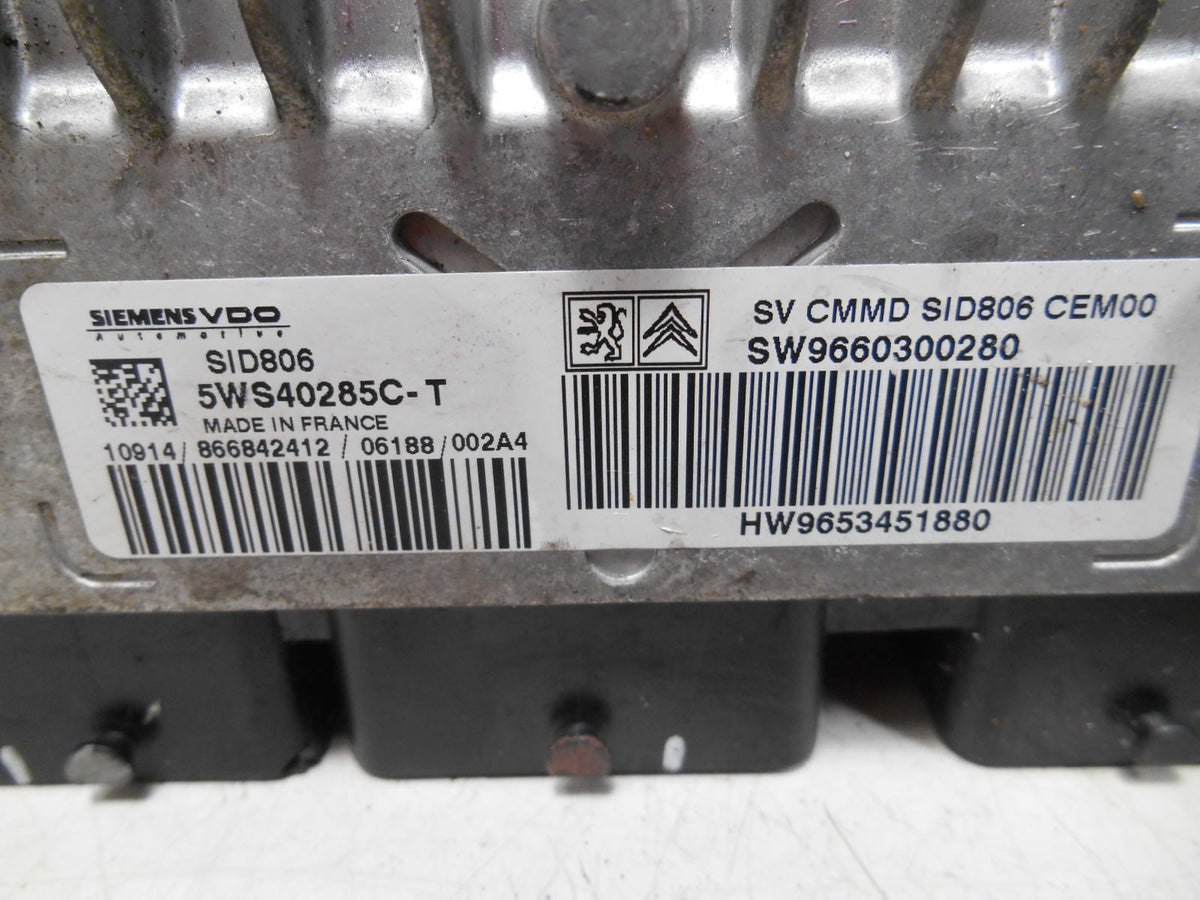 SIEMENS VDO
Automotive
SID806
5WS40285C-T
MADE IN FRANCE
10914/866842412/06188/002A4
SV CMMD SID806 CEM00
SW9660300280
HW9653451880